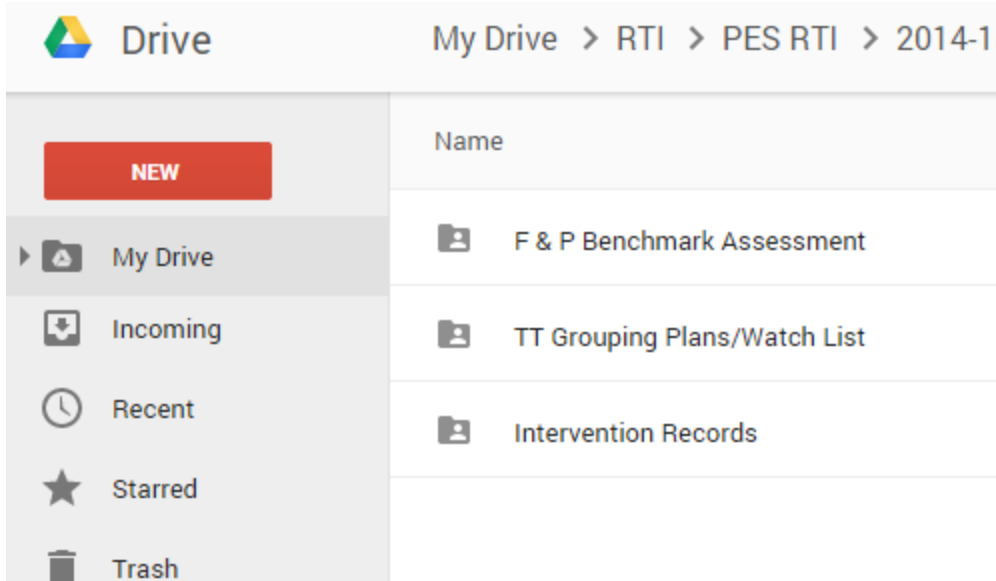 Drive
My Drive > RTI > PES RTI > 2014-1
NEW
My Drive
Incoming
Recent
Starred
Trash
Name
F & P Benchmark Assessment
TT Grouping Plans/Watch List
Intervention Records